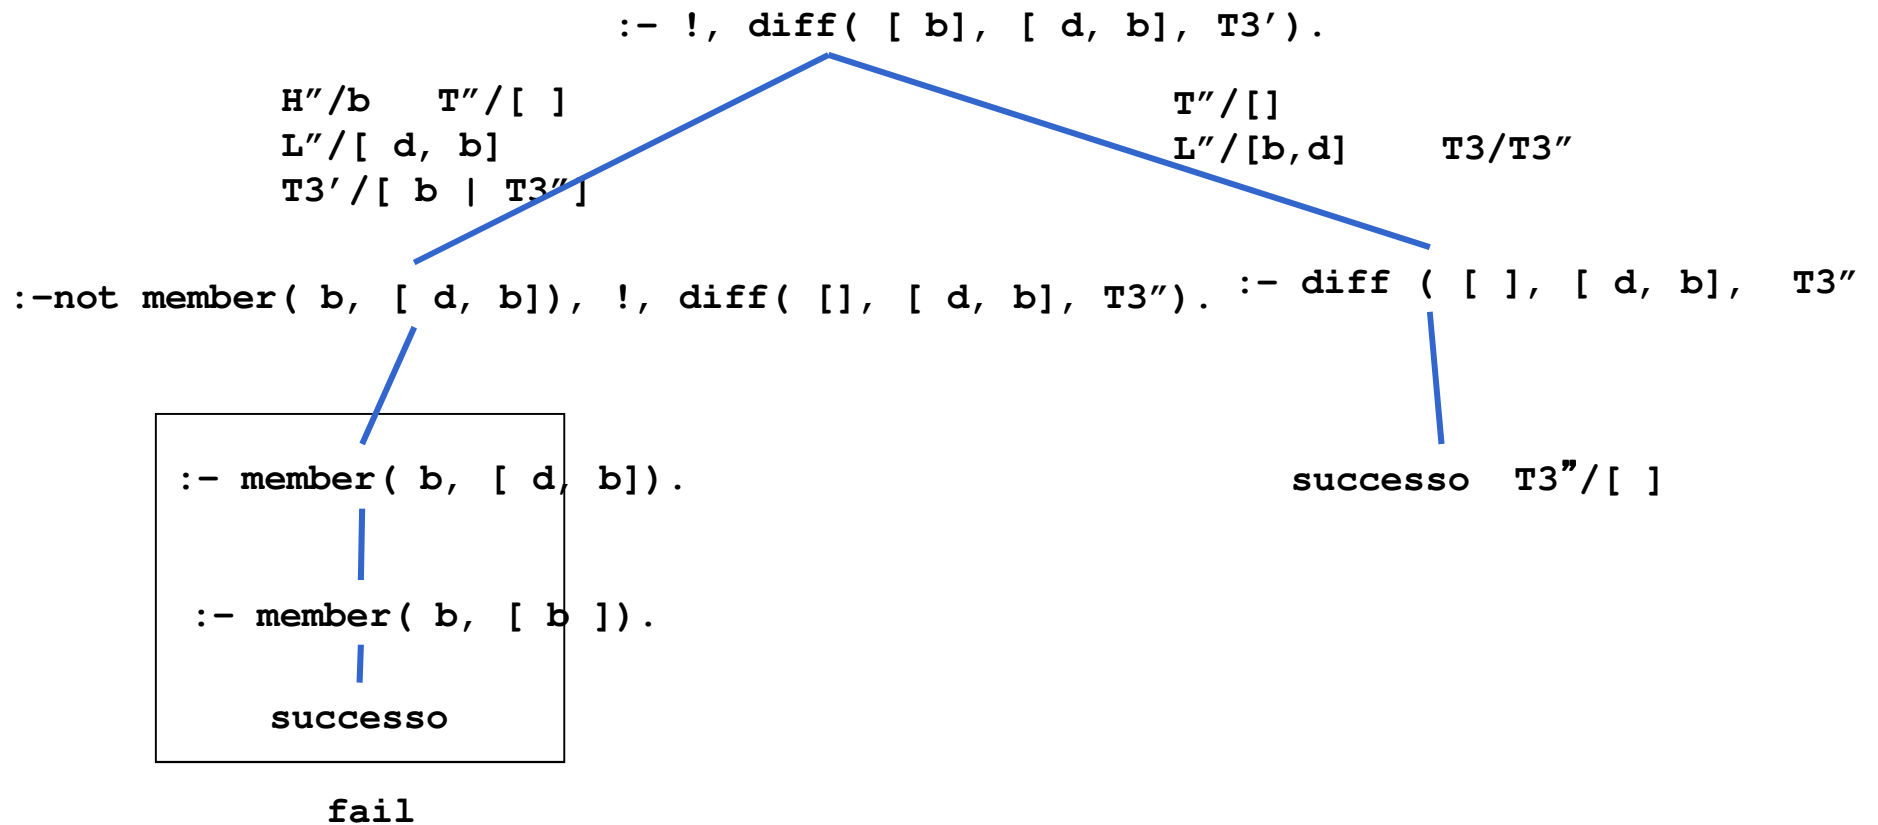 :- !, diff( [ b], [ d, b], T3′).
H″/b T″/[ ]
L″/[ d, b]
T3′/[ b | T3″]
T″/[]
L″/[b,d] T3/T3″
:-not member( b, [ d, b]), !, diff( [], [ d, b], T3″).
:- diff ( [ ], [ d, b], T3″
:- member( b, [ d, b]).
:- member( b, [ b ]).
successo
fail
successo T3”/[ ]